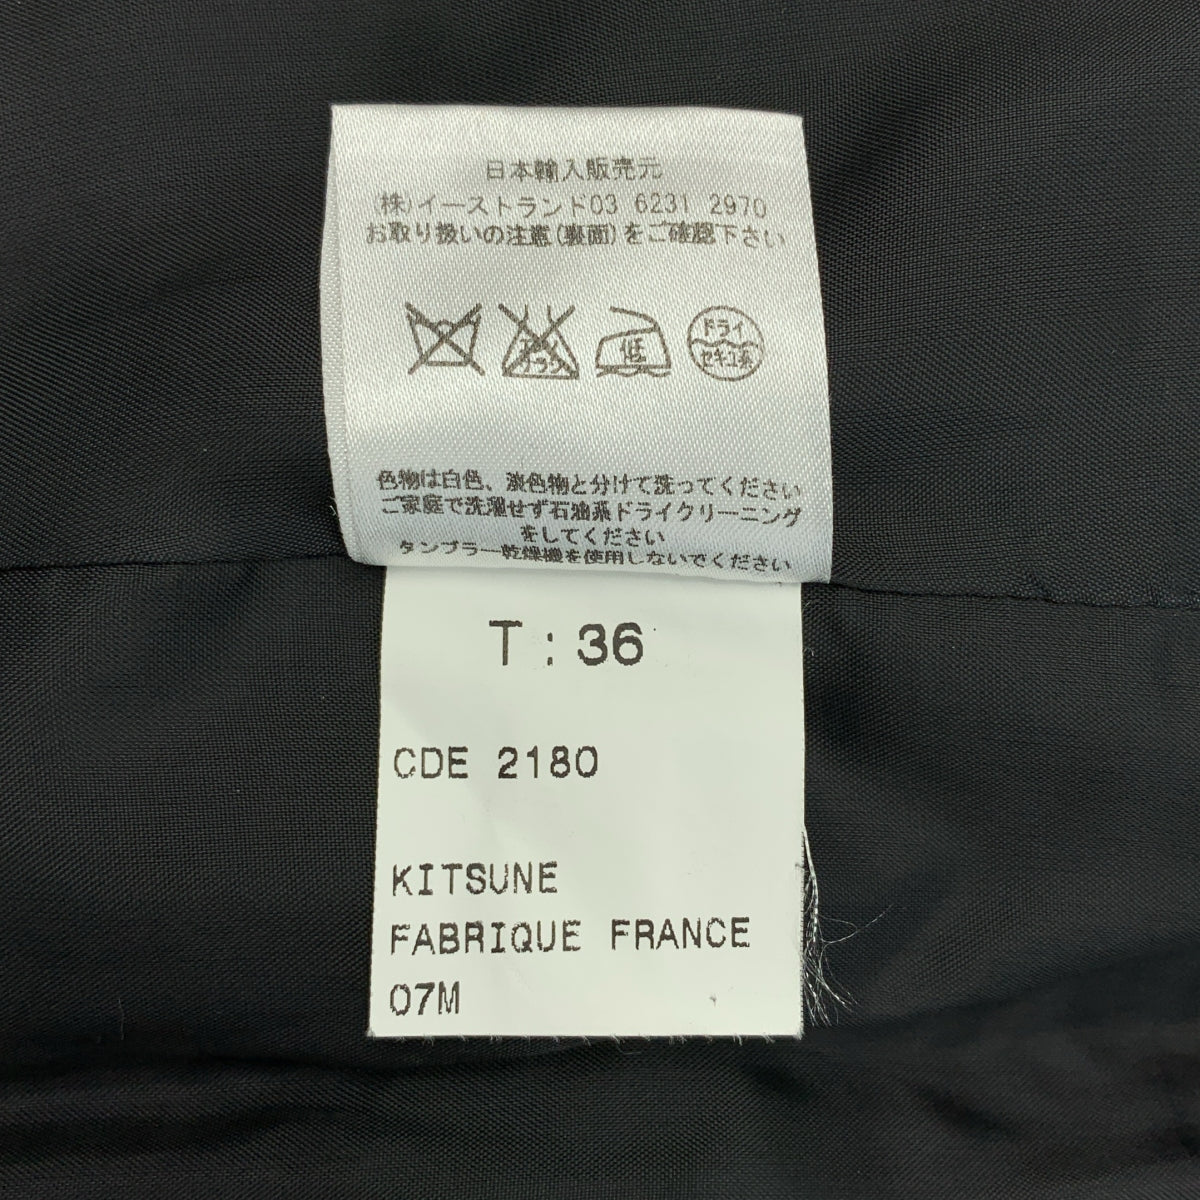 日本輸入販売元
株)イーストランド03 6231 2970
お取り扱いの注意(裏面)をご確認下さい
エンソ
サラシ
低
ドライ
セキユ系
色物は白色、淡色物と分けて洗ってください
ご家庭で洗濯せず石油系ドライクリーニング
をしてください
タンブラー乾燥機を使用しないでください
T : 36
CDE 2180
KITSUNE
FABRIQUE FRANCE
07M